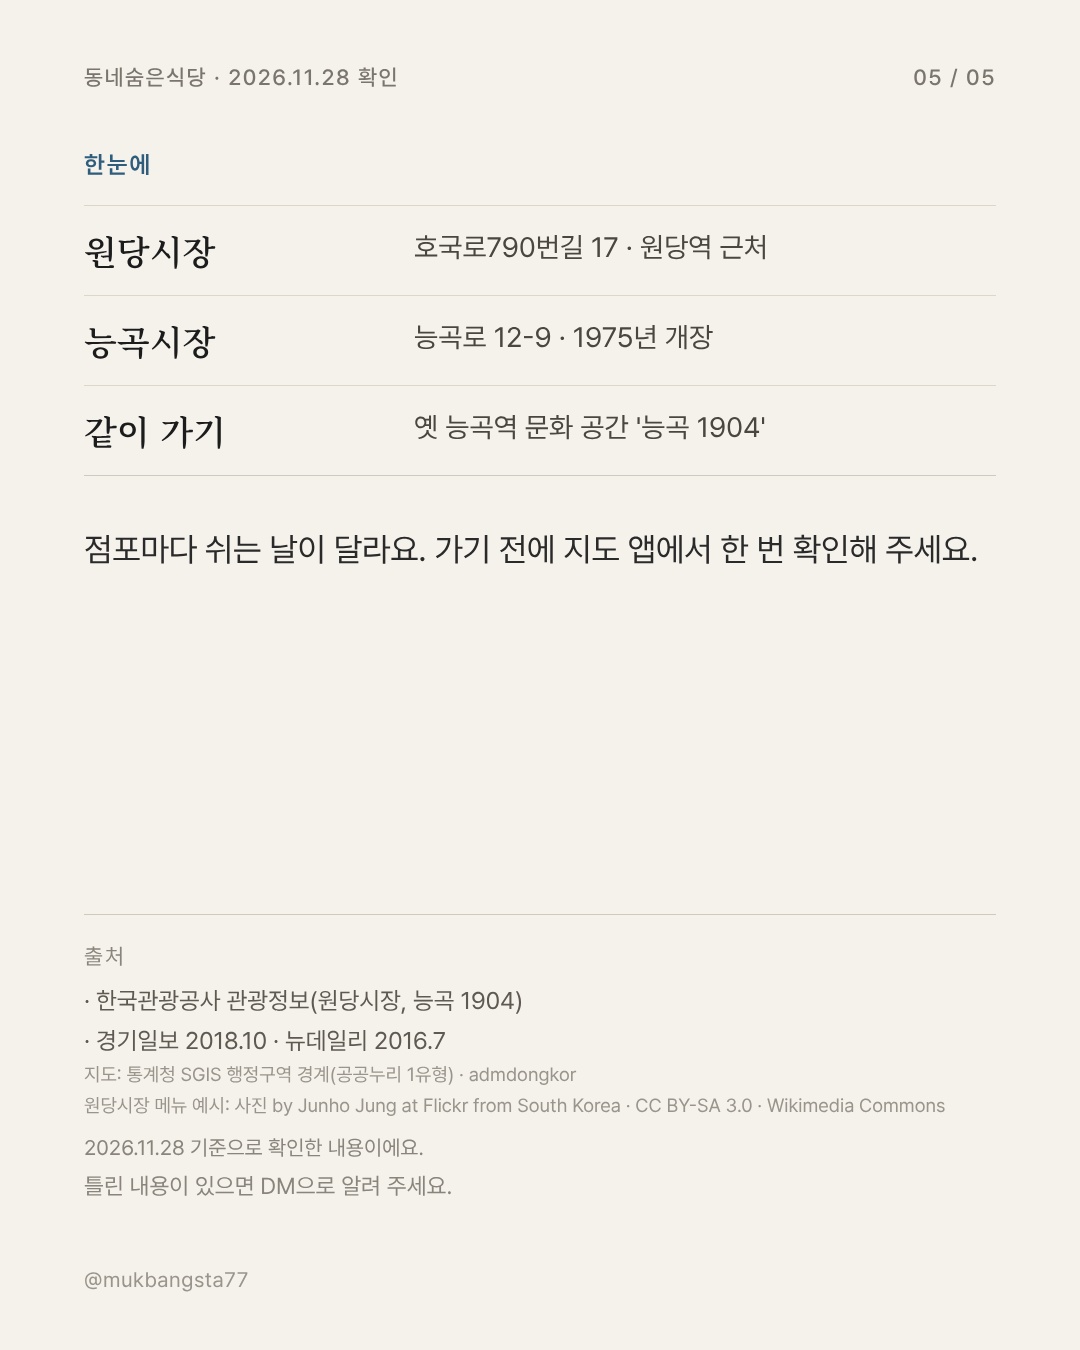 동네숨은식당 · 2026.11.28 확인
05 / 05
한눈에
원당시장
호국로790번길 17 · 원당역 근처
능곡시장
능곡로 12-9 · 1975년 개장
같이 가기
옛 능곡역 문화 공간 '능곡 1904'
점포마다 쉬는 날이 달라요. 가기 전에 지도 앱에서 한 번 확인해 주세요.
출처
· 한국관광공사 관광정보(원당시장, 능곡 1904)
· 경기일보 2018.10 · 뉴데일리 2016.7
지도: 통계청 SGIS 행정구역 경계(공공누리 1유형) · admdongkor
원당시장 메뉴 예시: 사진 by Junho Jung at Flickr from South Korea · CC BY-SA 3.0 · Wikimedia Commons
2026.11.28 기준으로 확인한 내용이에요.
틀린 내용이 있으면 DM으로 알려 주세요.
@mukbangsta77